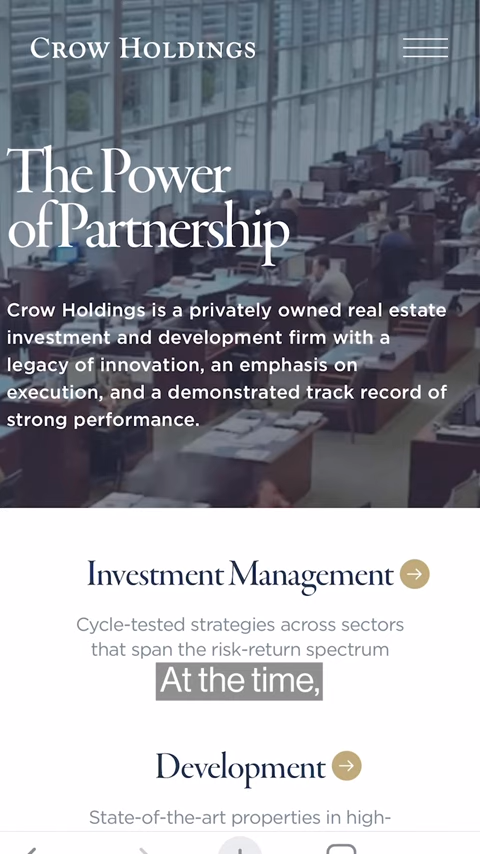 Crow Holdings
The Power
of Partnership
Crow Holdings is a privately owned real estate
investment and development firm with a
legacy of innovation, an emphasis on
execution, and a demonstrated track record of
strong performance.
Investment Management
Cycle-tested strategies across sectors
that span the risk-return spectrum
At the time,
Development
State-of-the-art properties in high-